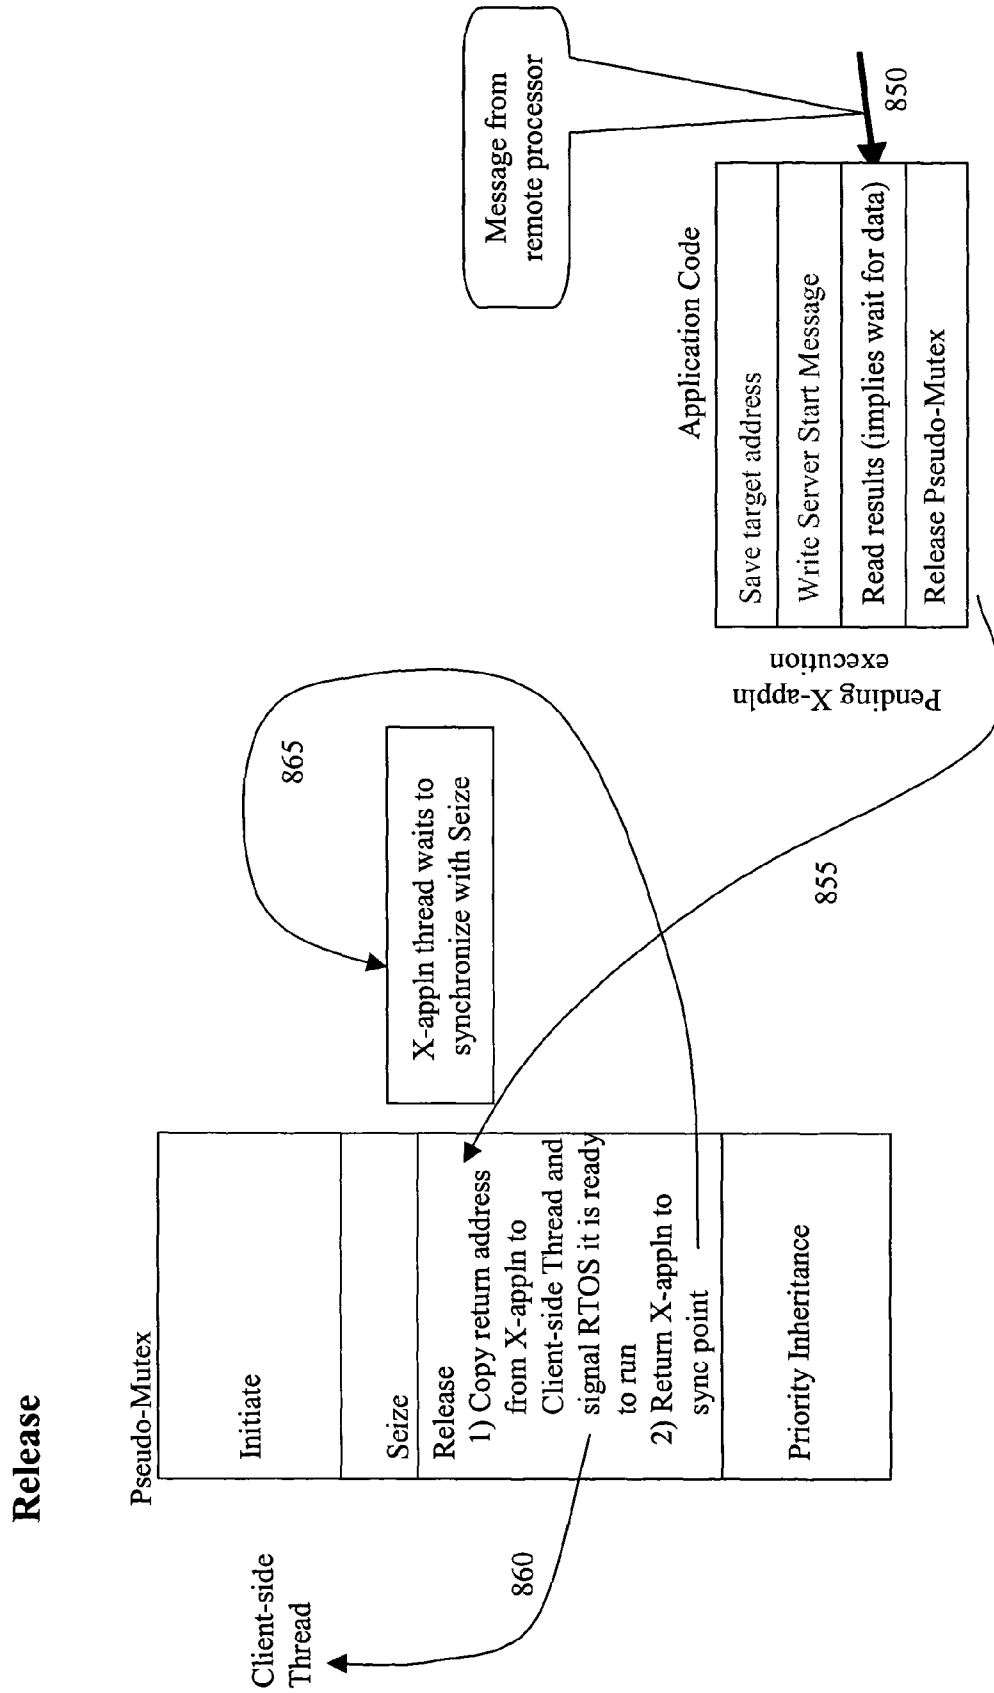 Release
Client-side
Thread
860
Pseudo-Mutex
Initiate
Seize
Release
1) Copy return address
from X-appln to
Client-side Thread and
signal RTOS it is ready
to run
2) Return X-appln to
sync point
Priority Inheritance
865
X-appln thread waits to
synchronize with Seize
855
Message from
remote processor
850
Application Code
Save target address
Write Server Start Message
Read results (implies wait for data)
Release Pseudo-Mutex
Pending X-appln
execution